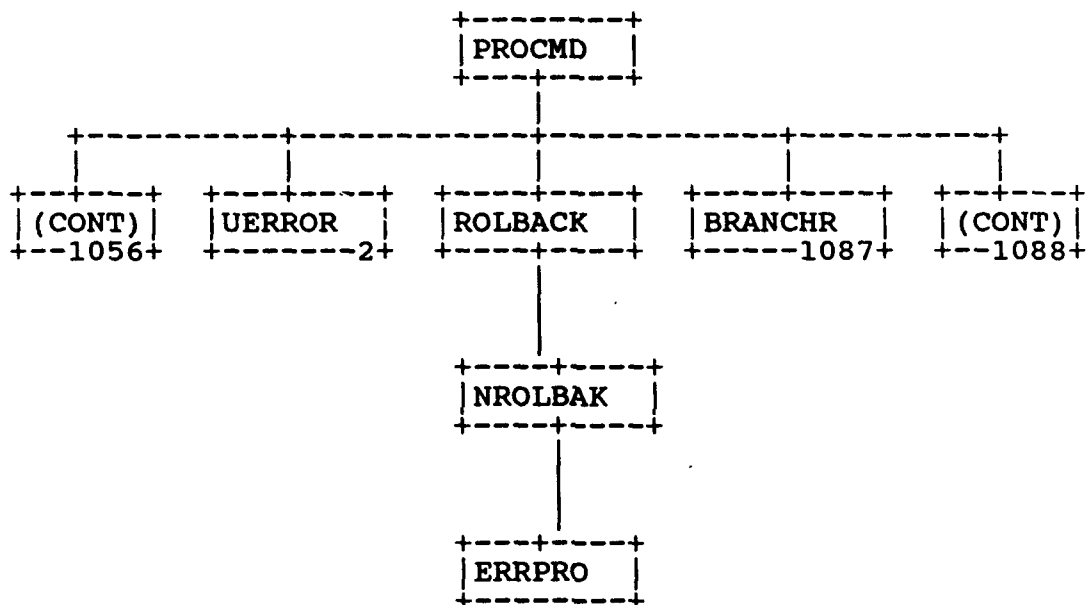 PROCMD
(CONT) UERROR ROLBACK BRANCHR (CONT)
1056 2 1087 1088
NROLBAK
ERRPRO